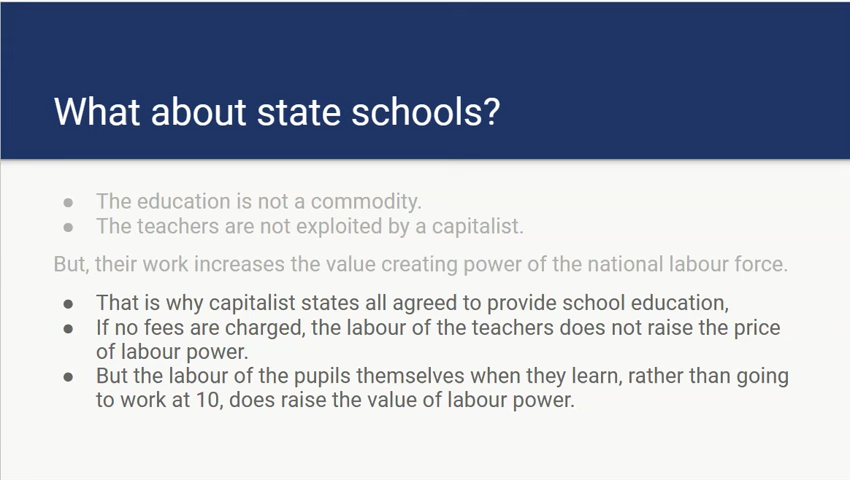 What about state schools?
● The education is not a commodity.
● The teachers are not exploited by a capitalist.
But, their work increases the value creating power of the national labour force.
● That is why capitalist states all agreed to provide school education,
● If no fees are charged, the labour of the teachers does not raise the price
of labour power.
● But the labour of the pupils themselves when they learn, rather than going
to work at 10, does raise the value of labour power.